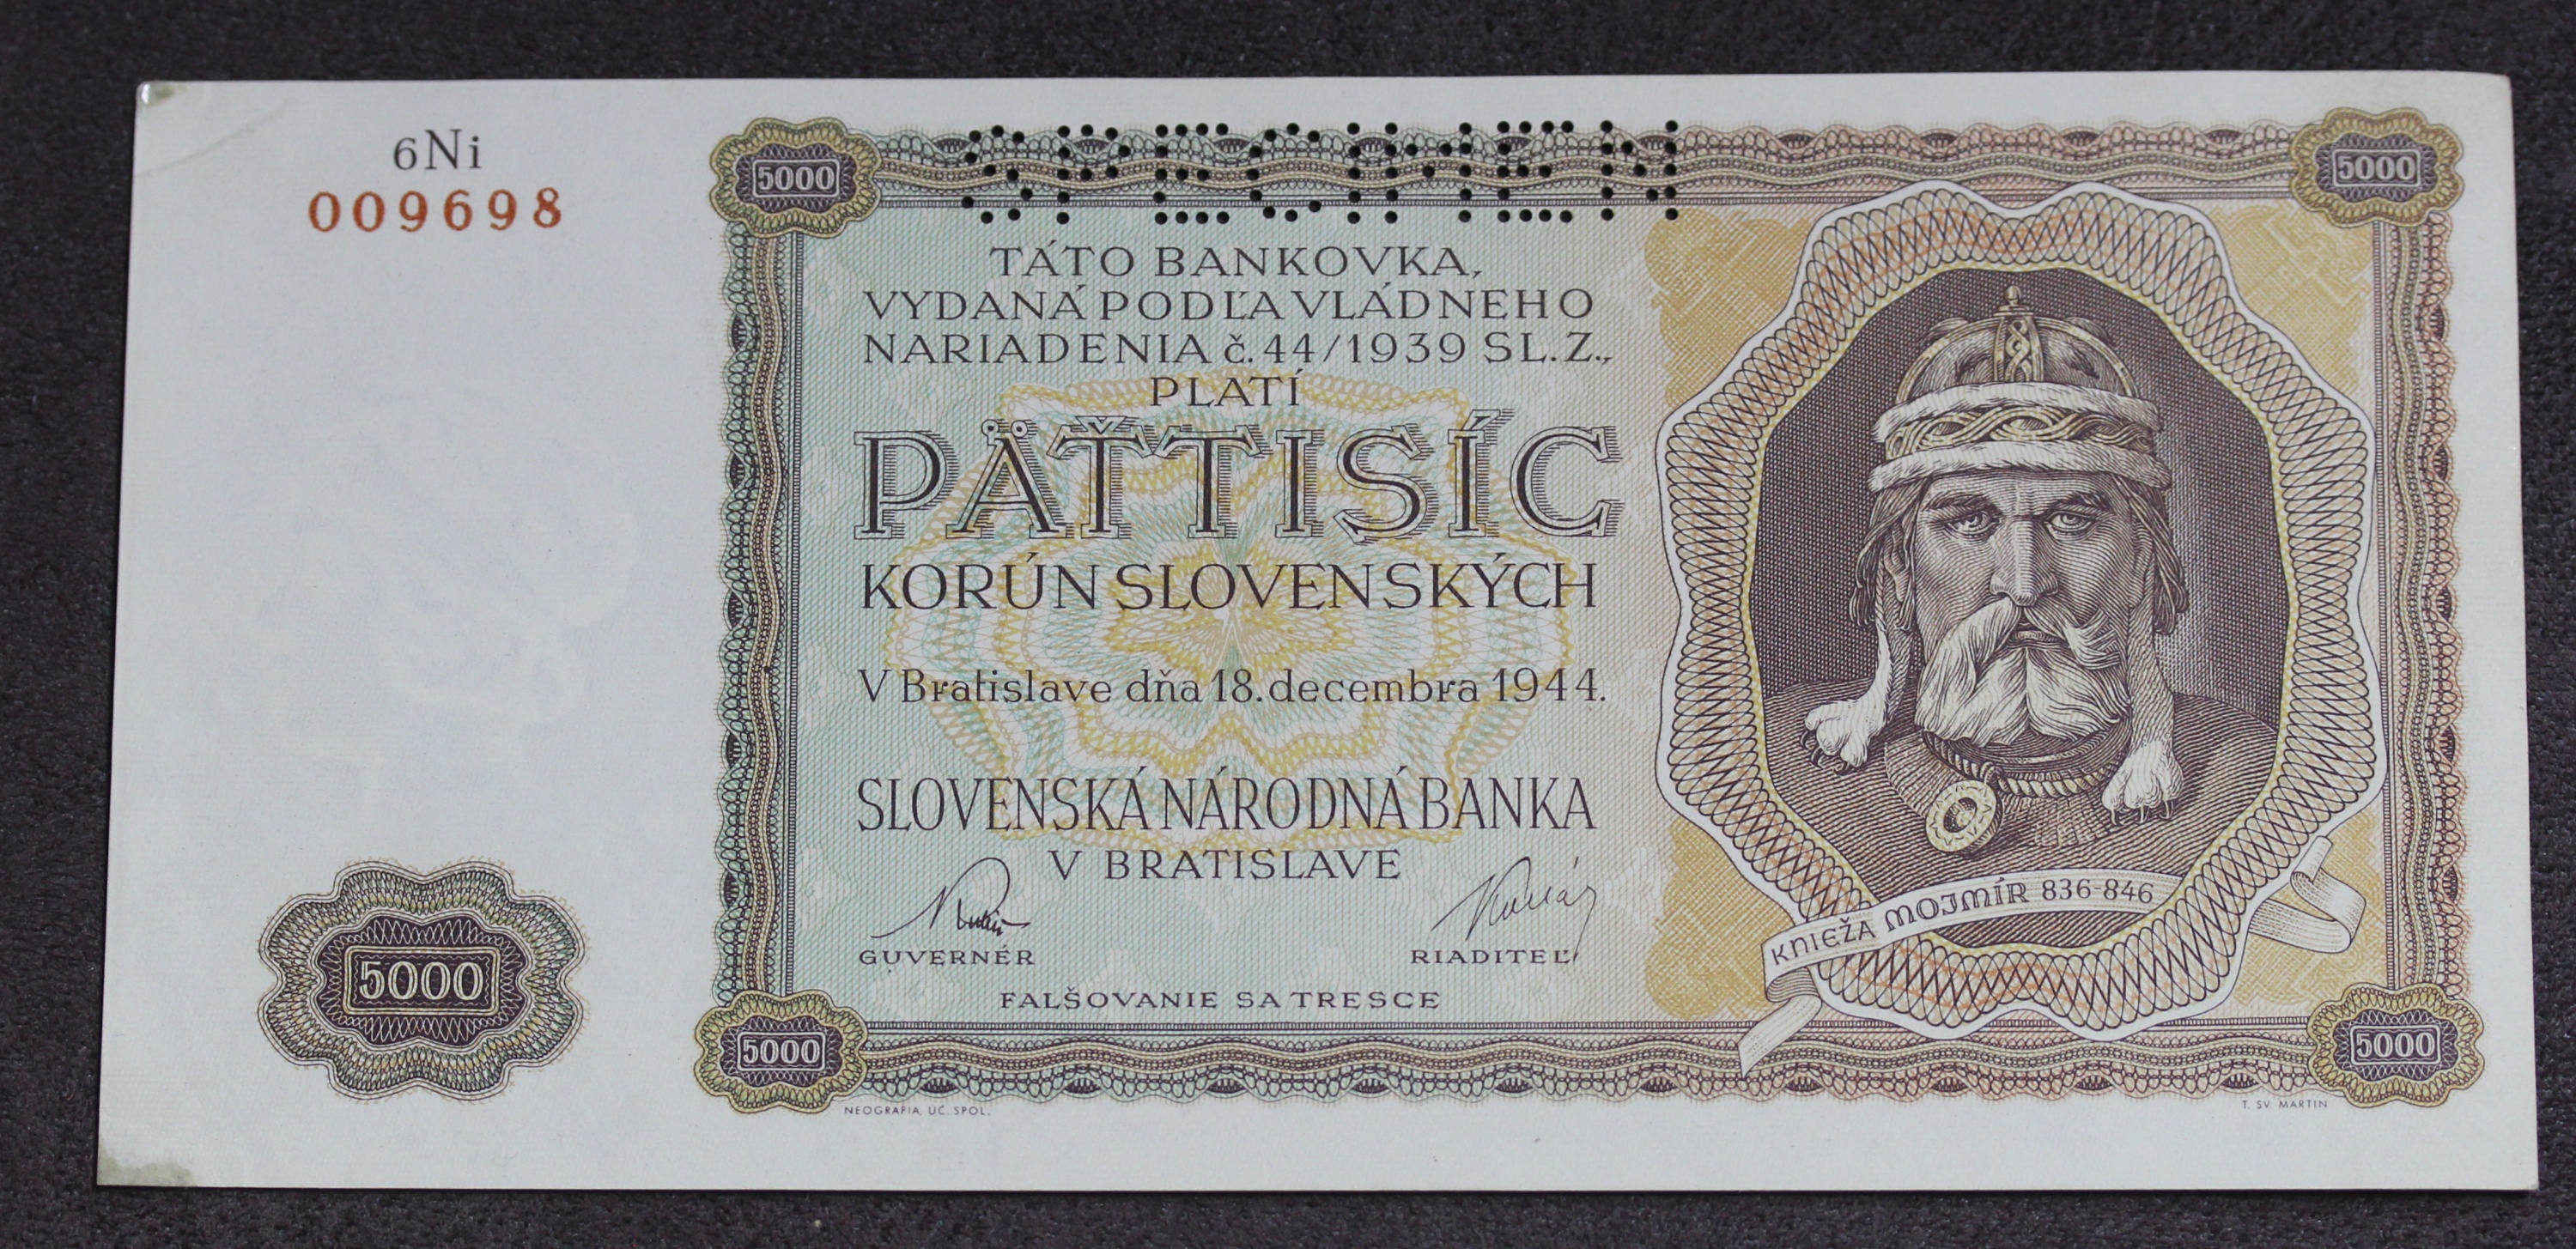 6Ni
009698
5000
5000
SPECIMEN
TÁTO BANKOVKA,
VYDANÁ PODĽA VLÁDNEHO
NARIADENIA č. 44/1939 SL. Z.,
PLATÍ
PÄŤTISÍC
KORÚN SLOVENSKÝCH
V Bratislave dňa 18. decembra 1944.
SLOVENSKÁ NÁRODNÁ BANKA
V BRATISLAVE
GUVERNÉR
RIADITEĽ
FALŠOVANIE SA TRESCE
KNIEŽA MOJMÍR 836-846
5000
5000
5000
NEOGRAFIA, UČ. SPOL.
T. SV. MARTIN